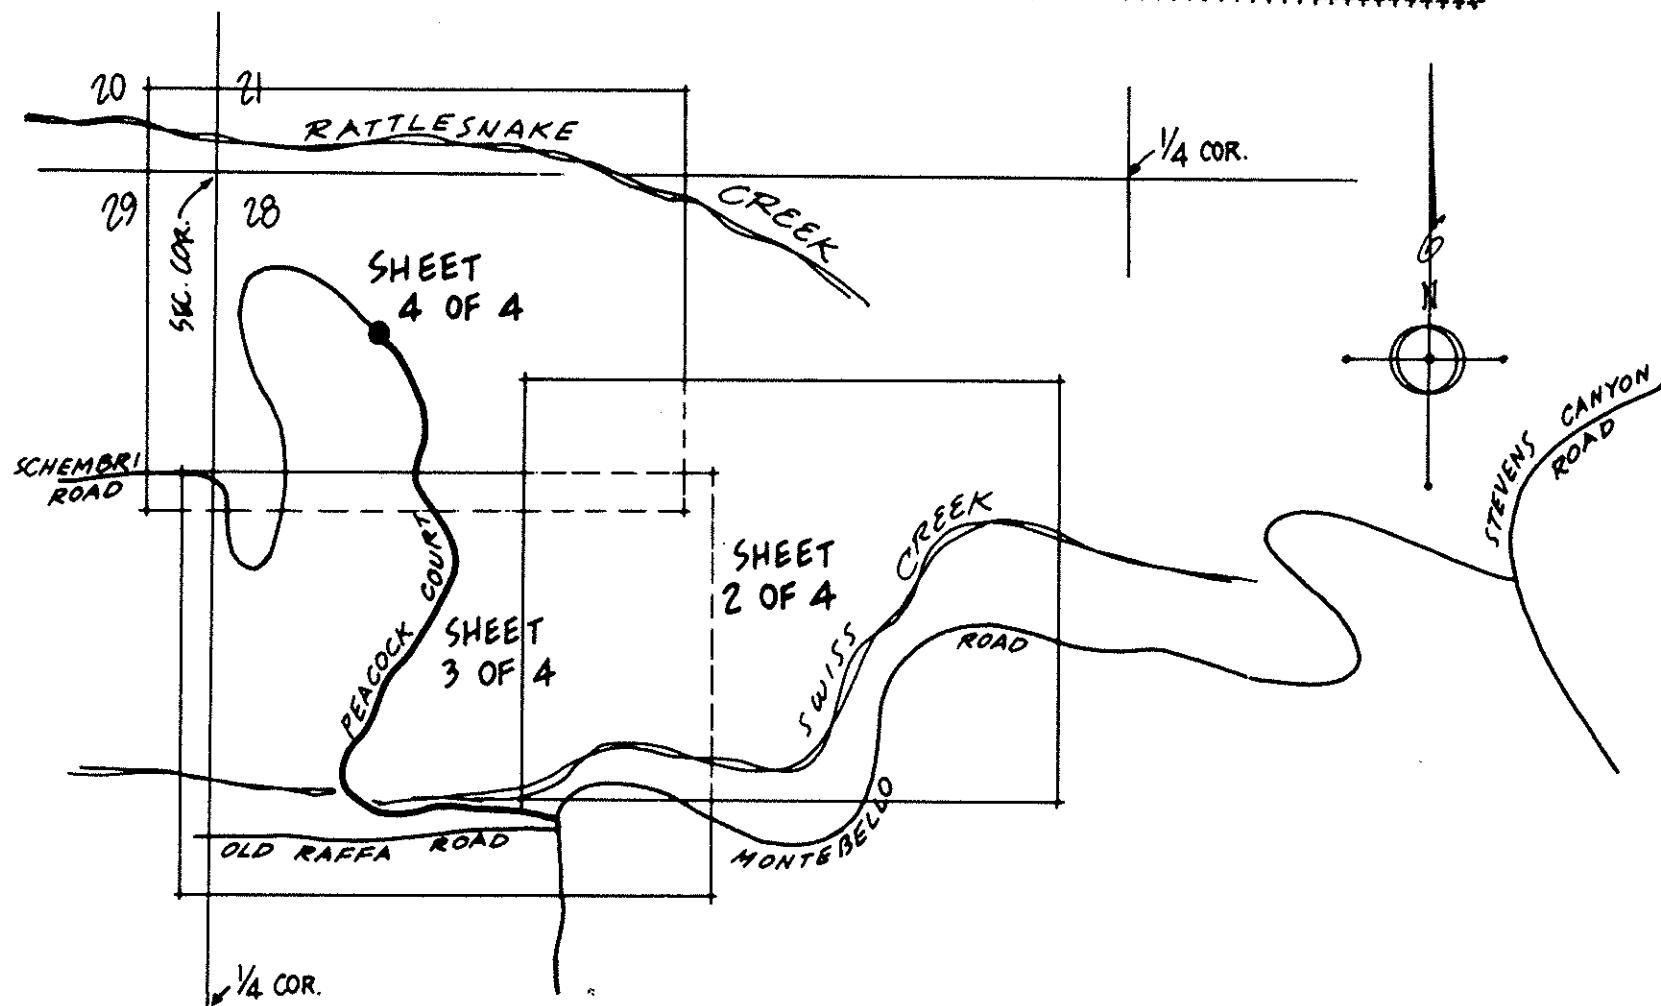 20
21
RATTLESNAKE
CREEK
1/4 COR.
29
28
SEC. COR.
SHEET
4 OF 4
N
STEVENS CANYON
ROAD
SCHEMBRI
ROAD
PEACOCK COURT
SHEET
3 OF 4
SHEET
2 OF 4
SWISS CREEK
MONTEBELLO ROAD
OLD RAFFA ROAD
1/4 COR.